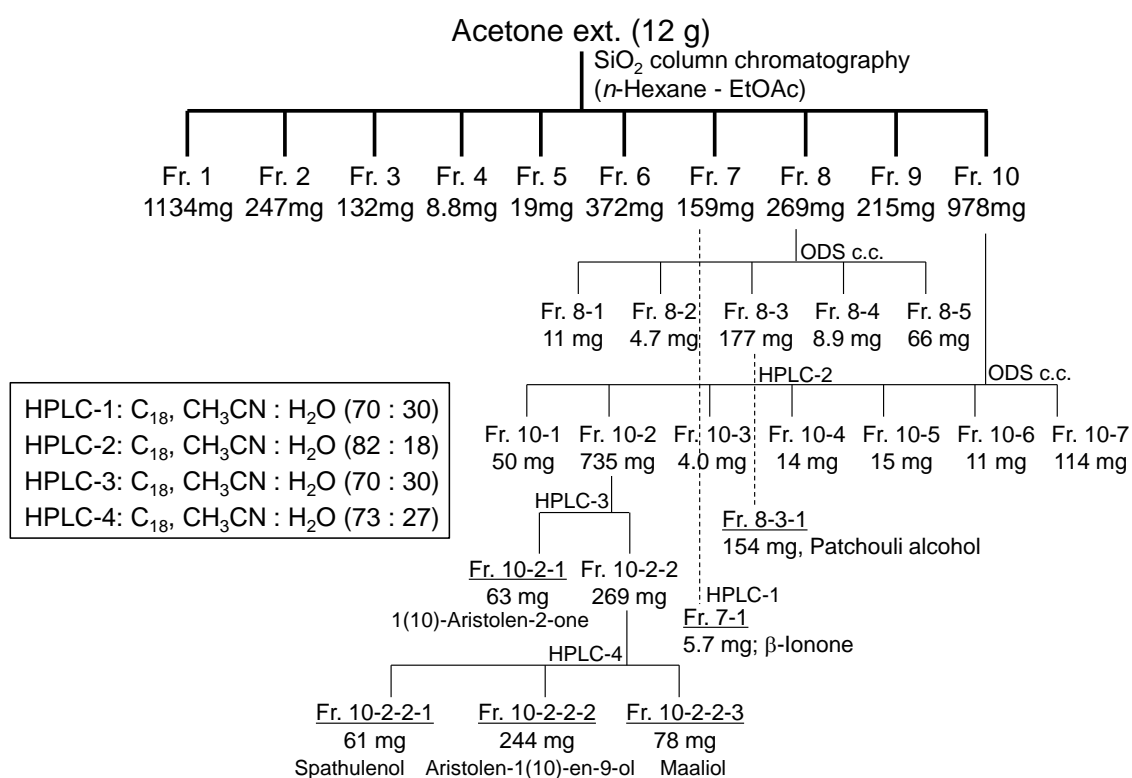 Acetone ext. (12 g)
SiO₂ column chromatography
(n-Hexane - EtOAc)
Fr. 1 Fr. 2 Fr. 3 Fr. 4 Fr. 5 Fr. 6 Fr. 7 Fr. 8 Fr. 9 Fr. 10
1134mg 247mg 132mg 8.8mg 19mg 372mg 159mg 269mg 215mg 978mg
ODS c.c.
Fr. 8-1 Fr. 8-2 Fr. 8-3 Fr. 8-4 Fr. 8-5
11 mg 4.7 mg 177 mg 8.9 mg 66 mg
HPLC-2 ODS c.c.
HPLC-1: C₁₈, CH₃CN : H₂O (70 : 30)
HPLC-2: C₁₈, CH₃CN : H₂O (82 : 18)
HPLC-3: C₁₈, CH₃CN : H₂O (70 : 30)
HPLC-4: C₁₈, CH₃CN : H₂O (73 : 27)
Fr. 10-1 Fr. 10-2 Fr. 10-3 Fr. 10-4 Fr. 10-5 Fr. 10-6 Fr. 10-7
50 mg 735 mg 4.0 mg 14 mg 15 mg 11 mg 114 mg
HPLC-3
Fr. 8-3-1
154 mg, Patchouli alcohol
Fr. 10-2-1 Fr. 10-2-2
63 mg 269 mg
1(10)-Aristolen-2-one
HPLC-1
Fr. 7-1
5.7 mg; β-Ionone
HPLC-4
Fr. 10-2-2-1 Fr. 10-2-2-2 Fr. 10-2-2-3
61 mg 244 mg 78 mg
Spathulenol Aristolen-1(10)-en-9-ol Maaliol